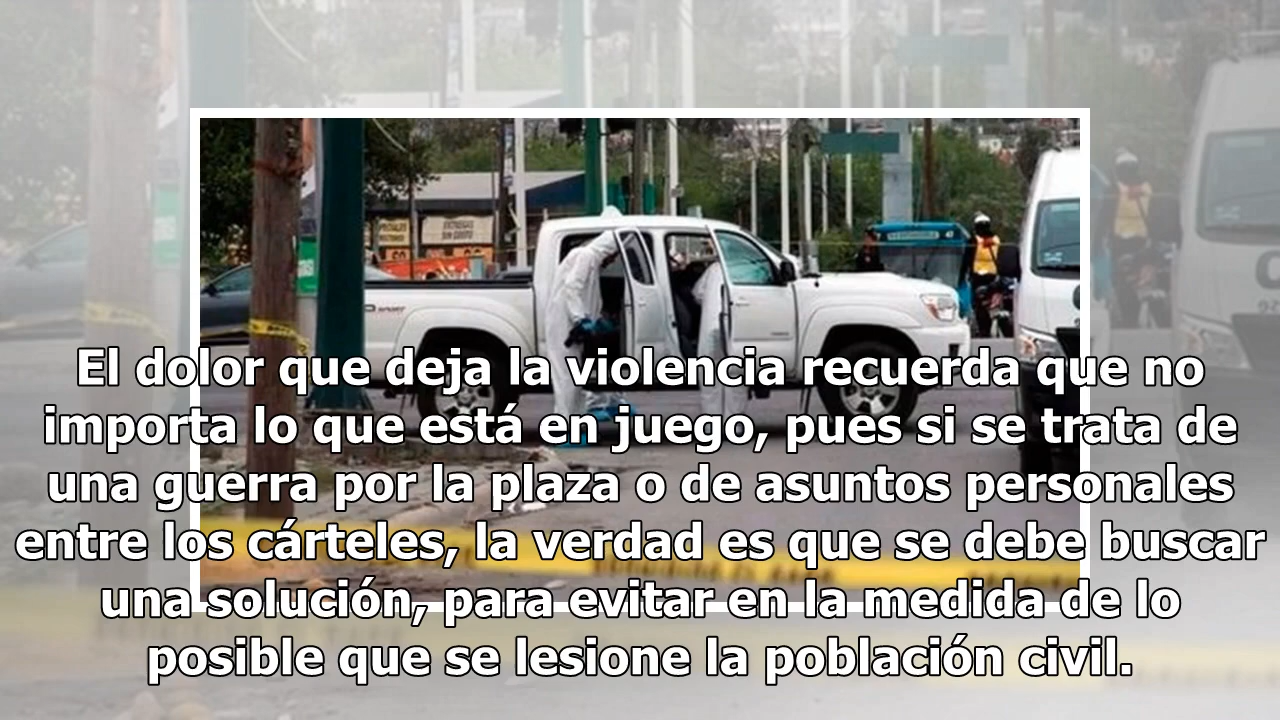 ESPECIALES
ENTREGAS
El dolor que deja la violencia recuerda que no
importa lo que está en juego, pues si se trata de
una guerra por la plaza o de asuntos personales
entre los cárteles, la verdad es que se debe buscar
una solución, para evitar en la medida de lo
posible que se lesione la población civil.